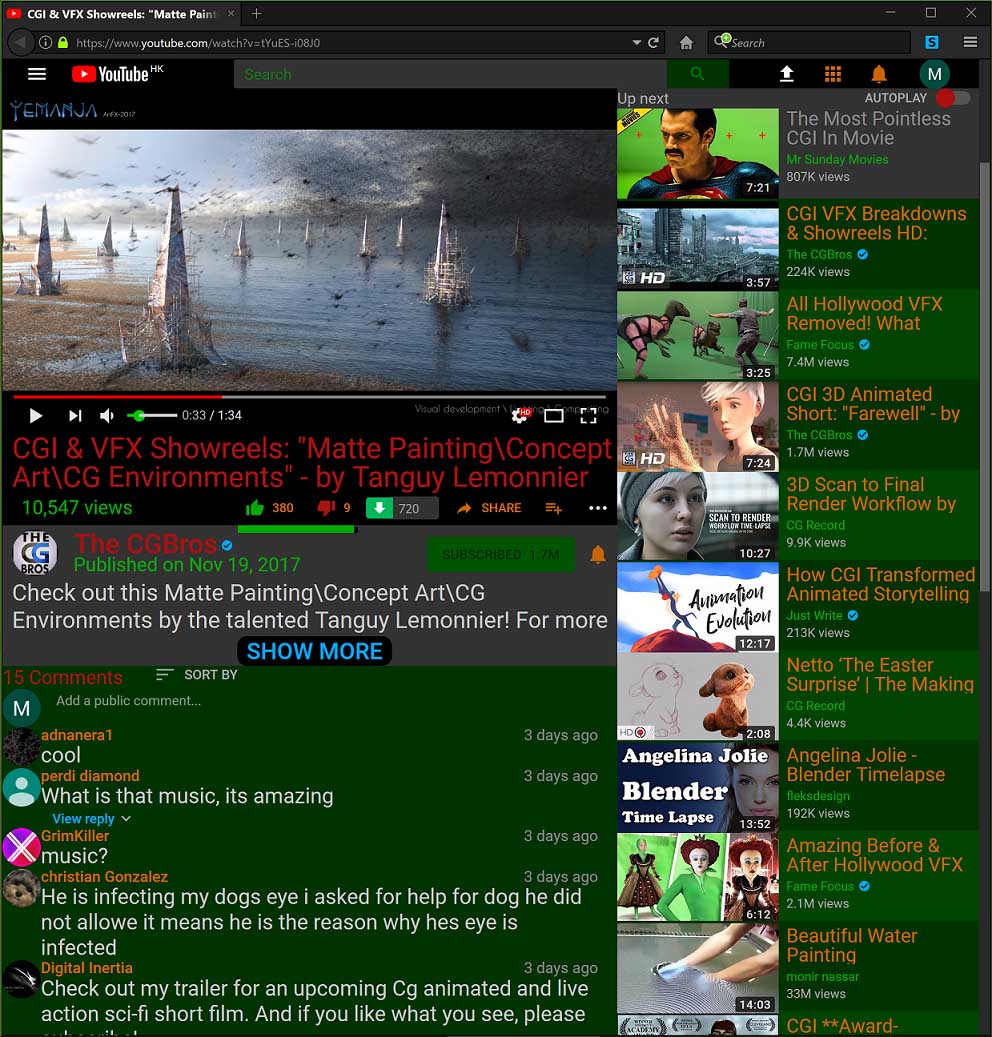 CGI & VFX Showreels: "Matte Paint
https://www.youtube.com/watch?v=tYuES-i08J0
Search
S
YouTube HK
Search
M
YEMANJA ArtFX-2017
0:33 / 1:34
HD
CGI & VFX Showreels: "Matte Painting\Concept
Art\CG Environments" - by Tanguy Lemonnier
10,547 views
380
9
720
SHARE
THE
CG
BROS
The CGBros
Published on Nov 19, 2017
SUBSCRIBED 1.7M
Check out this Matte Painting\Concept Art\CG
Environments by the talented Tanguy Lemonnier! For more
SHOW MORE
15 Comments
SORT BY
M
Add a public comment...
adnanera1
3 days ago
cool
perdi diamond
3 days ago
What is that music, its amazing
View reply
GrimKiller
3 days ago
music?
christian Gonzalez
3 days ago
He is infecting my dogs eye i asked for help for dog he did
not allowe it means he is the reason why hes eye is
infected
Digital Inertia
3 days ago
Check out my trailer for an upcoming Cg animated and live
action sci-fi short film. And if you like what you see, please
Up next
AUTOPLAY
MOVIES
7:21
The Most Pointless
CGI In Movie
Mr Sunday Movies
807K views
HD
3:57
CGI VFX Breakdowns
& Showreels HD:
The CGBros
224K views
3:25
All Hollywood VFX
Removed! What
Fame Focus
7.4M views
HD
7:24
CGI 3D Animated
Short: "Farewell" - by
The CGBros
1.7M views
SCAN TO RENDER
WORKFLOW TIME-LAPSE
10:27
3D Scan to Final
Render Workflow by
CG Record
9.9K views
Animation
Evolution
12:17
How CGI Transformed
Animated Storytelling
Just Write
213K views
HD
2:08
Netto ‘The Easter
Surprise’ | The Making
CG Record
4.4K views
Angelina Jolie
Blender
Time Lapse
13:52
Angelina Jolie -
Blender Timelapse
fleksdesign
192K views
6:12
Amazing Before &
After Hollywood VFX
Fame Focus
2.1M views
14:03
Beautiful Water
Painting
monir nassar
33M views
CGI **Award-